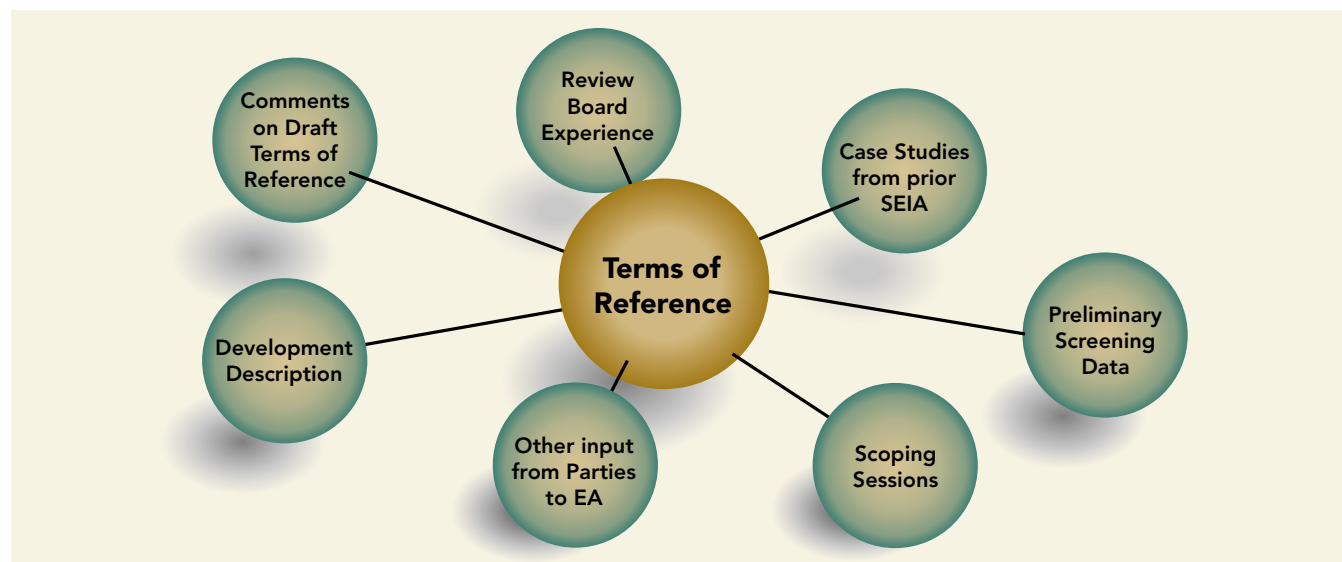 Comments
on Draft
Terms of
Reference
Review
Board
Experience
Case Studies
from prior
SEIA
Terms of
Reference
Preliminary
Screening
Data
Development
Description
Other input
from Parties
to EA
Scoping
Sessions